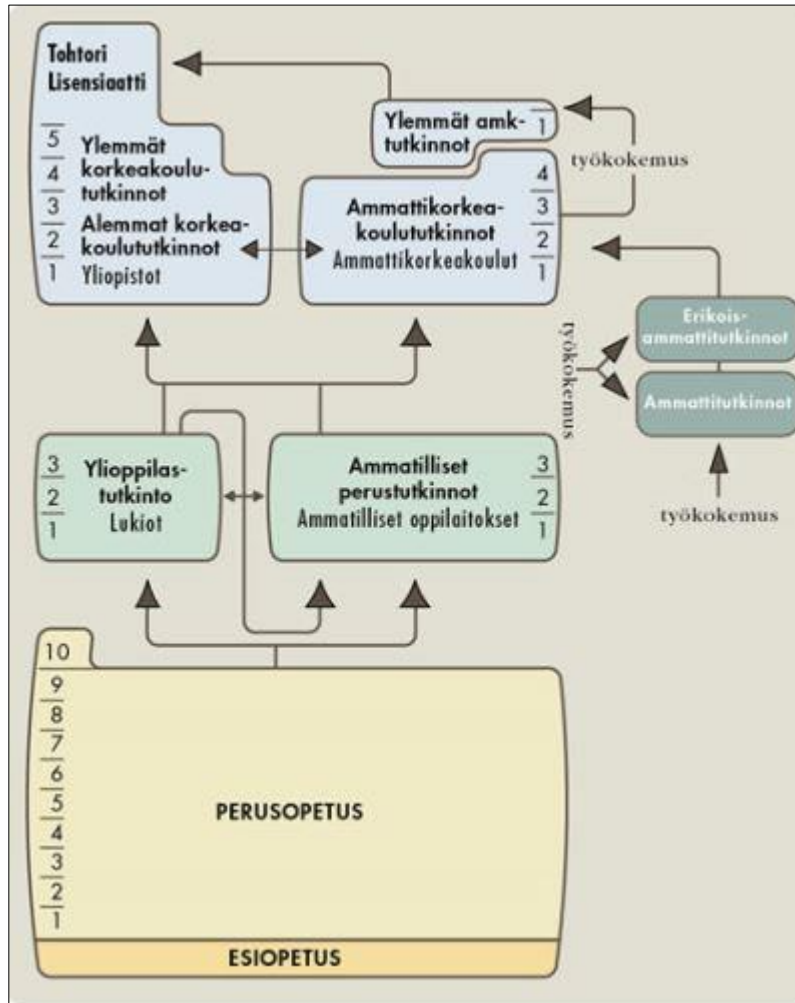 Tohtori
Lisensiaatti
5
4
3
2
1
Ylemmät
korkeakoulu-
tutkinnot
Alemmat korkea-
koulututkinnot
Yliopistot
Ylemmät amk-
tutkinnot
1
työkokemus
Ammattikorkea-
koulututkinnot
Ammattikorkeakoulut
4
3
2
1
Erikois-
ammattitutkinnot
työkokemus
Ammattitutkinnot
työkokemus
3
2
1
Ylioppilas-
tutkinto
Lukiot
Ammatilliset
perustutkinnot
Ammatilliset oppilaitokset
3
2
1
10
9
8
7
6
5
4
3
2
1
PERUSOPETUS
ESIOPETUS